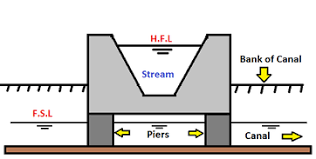 H.F.L
Stream
Bank of Canal
F.S.L
Piers
Canal